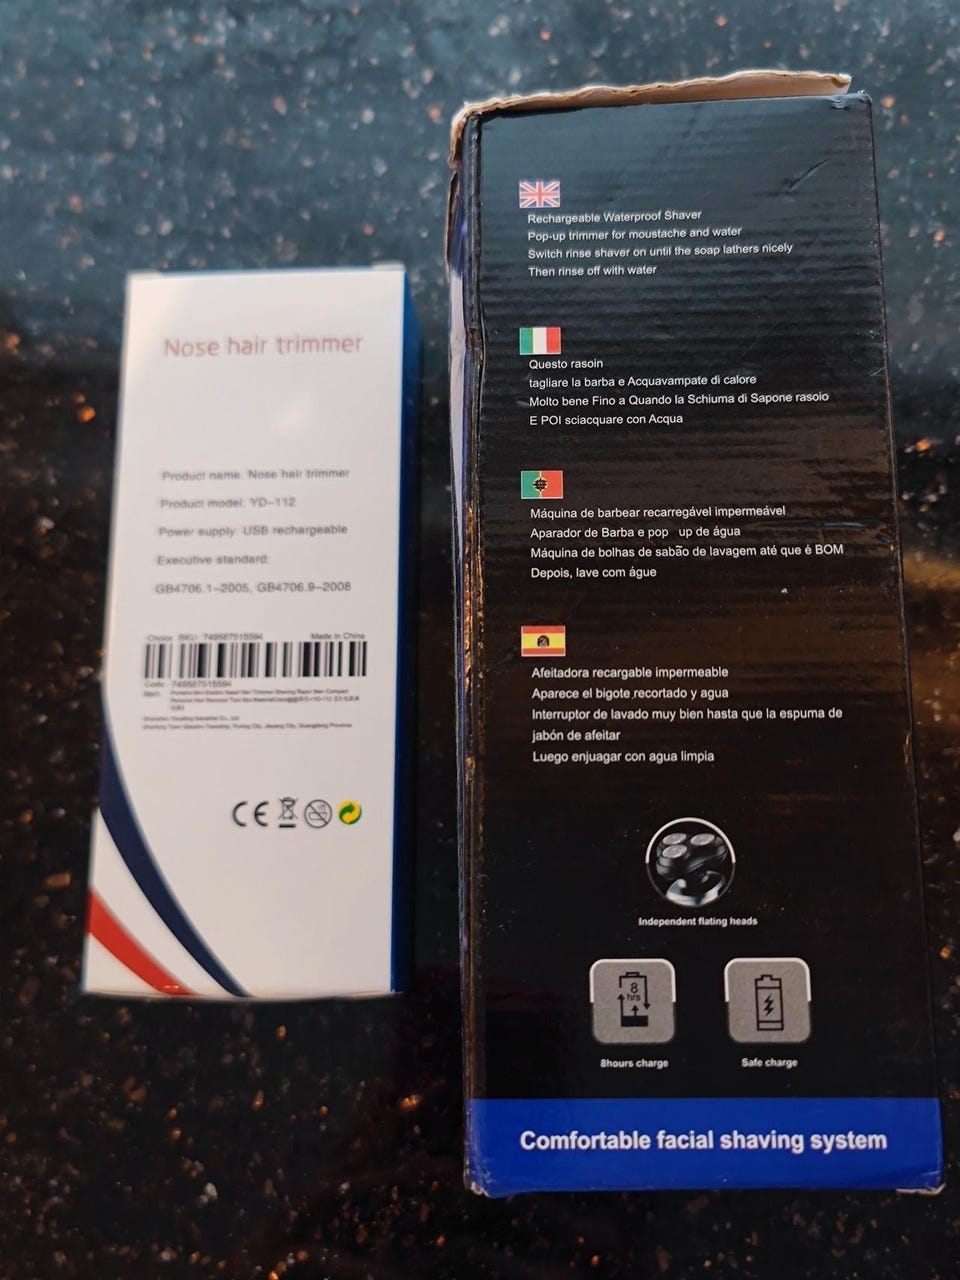 Nose hair trimmer
Product name: Nose hair trimmer
Product model: YD-112
Power supply: USB rechargeable
Executive standard:
GB4706.1-2005, GB4706.9-2008
Choice SKU: 749587515594 Made in China
Code: 749587515594
Item:
CE
Rechargeable Waterproof Shaver
Pop-up trimmer for moustache and water
Switch rinse shaver on until the soap lathers nicely
Then rinse off with water
Questo rasoin
tagliare la barba e Acquavampate di calore
Molto bene Fino a Quando la Schiuma di Sapone rasoio
E POI sciacquare con Acqua
Máquina de barbear recarregável impermeável
Aparador de Barba e pop up de água
Máquina de bolhas de sabão de lavagem até que é BOM
Depois, lave com águe
Afeitadora recargable impermeable
Aparece el bigote,recortado y agua
Interruptor de lavado muy bien hasta que la espuma de
jabón de afeitar
Luego enjuagar con agua limpia
Independent flating heads
8
hrs
8hours charge
Safe charge
Comfortable facial shaving system